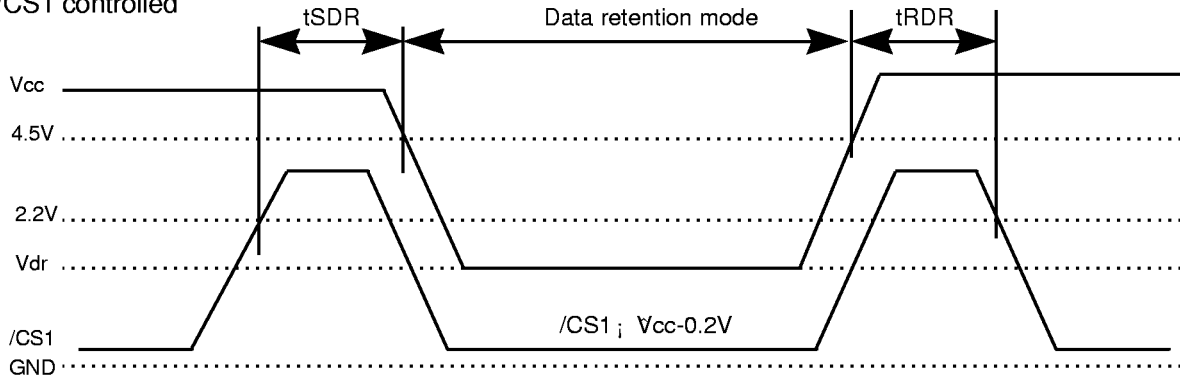 /CS1 controlled
tSDR
Data retention mode
tRDR
Vcc
4.5V
2.2V
Vdr
/CS1 ¡ Vcc-0.2V
/CS1
GND